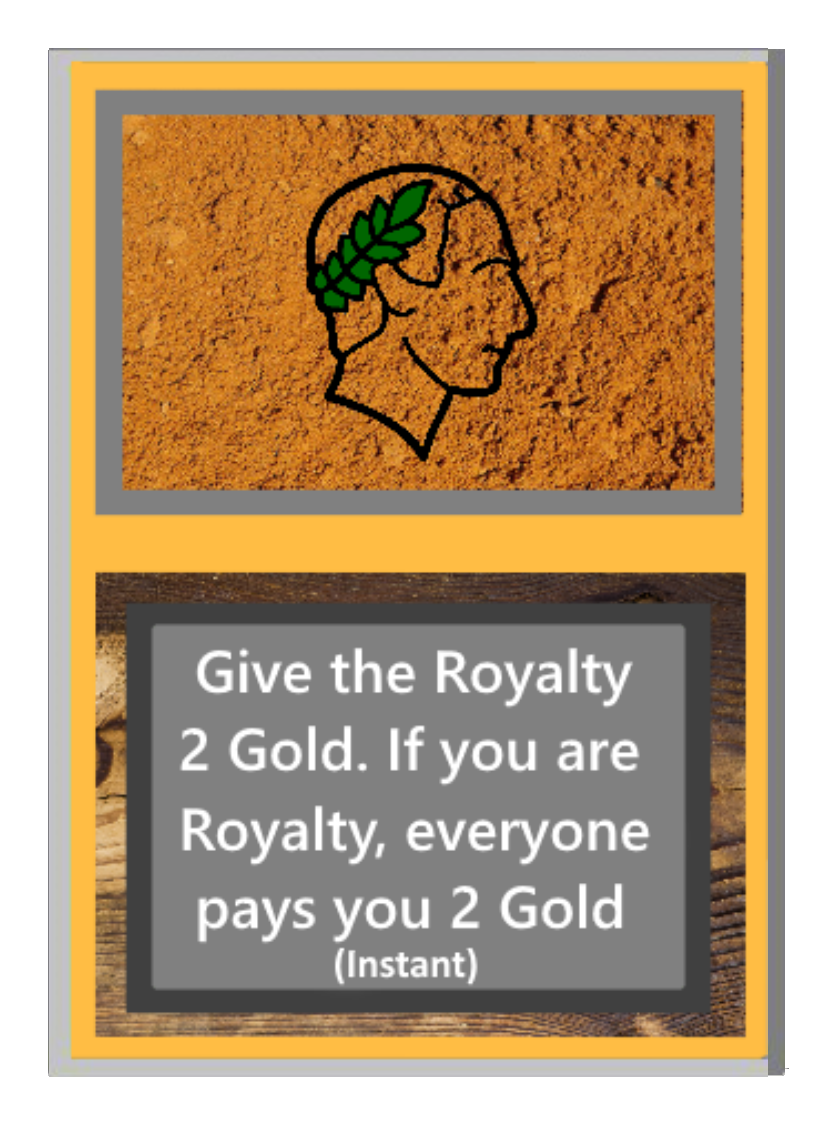 Give the Royalty
2 Gold. If you are
Royalty, everyone
pays you 2 Gold
(Instant)